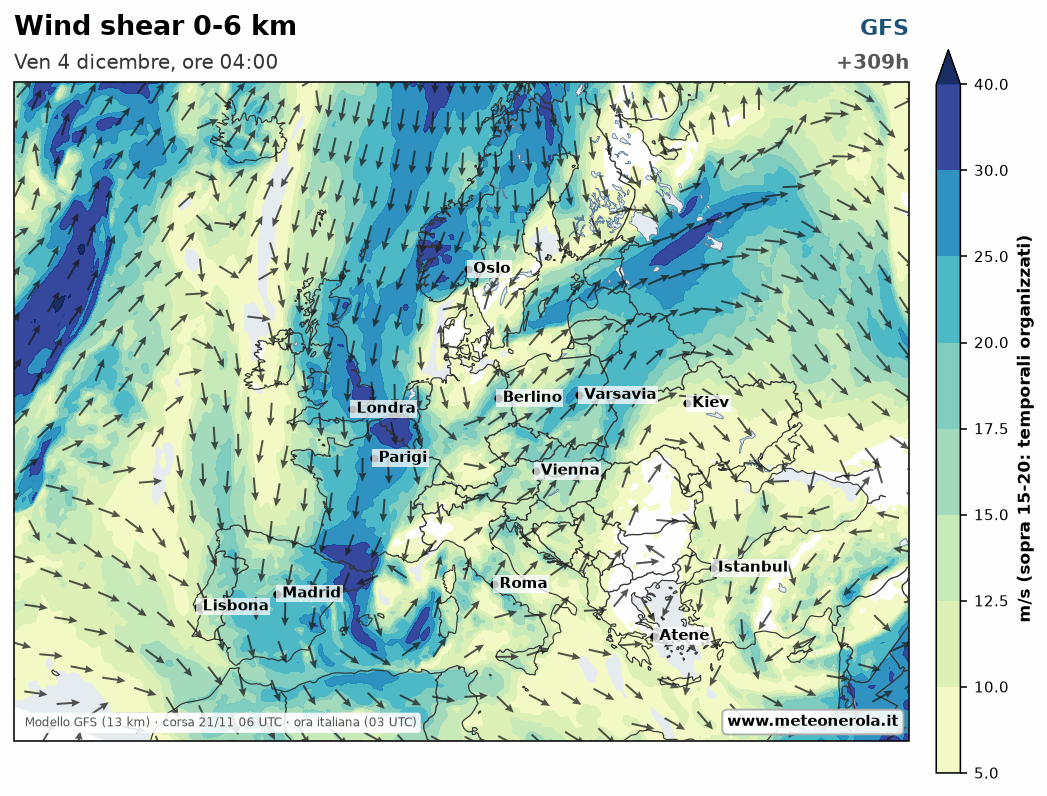 Wind shear 0-6 km
GFS
Ven 4 dicembre, ore 04:00
+309h
40.0
30.0
25.0
20.0
17.5
15.0
12.5
10.0
5.0
m/s (sopra 15-20: temporali organizzati)
Oslo
Berlino
Varsavia
Kiev
Londra
Parigi
Vienna
Istanbul
Roma
Madrid
Lisbona
Atene
Modello GFS (13 km) · corsa 21/11 06 UTC · ora italiana (03 UTC)
www.meteonerola.it